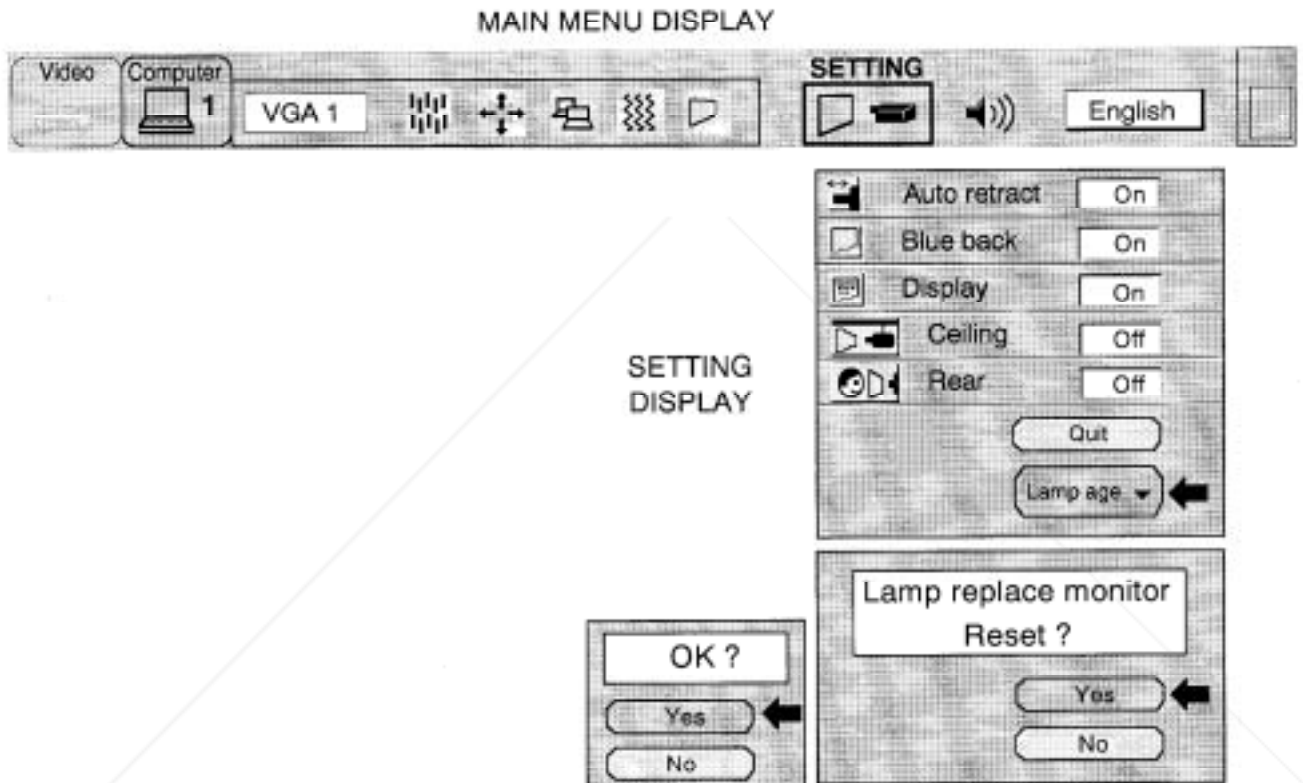 MAIN MENU DISPLAY
Video
Computer
1
VGA 1
SETTING
English
Auto retract On
Blue back On
Display On
Ceiling Off
Rear Off
SETTING
DISPLAY
Quit
Lamp age
Lamp replace monitor
Reset ?
Yes
No
OK ?
Yes
No